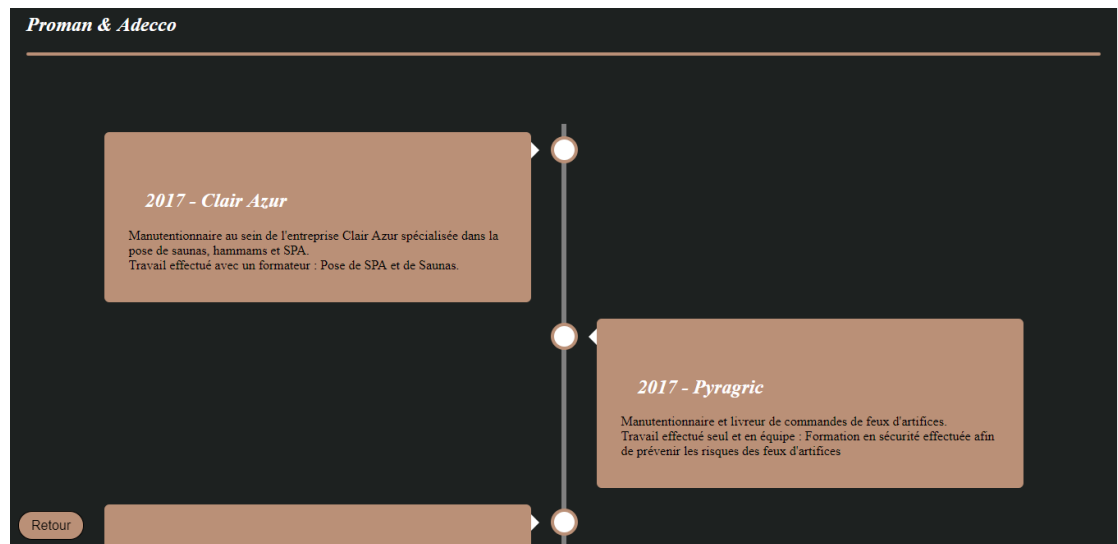 Proman & Adecco
2017 - Clair Azur
Manutentionnaire au sein de l'entreprise Clair Azur spécialisée dans la
pose de saunas, hammams et SPA.
Travail effectué avec un formateur : Pose de SPA et de Saunas.
2017 - Pyragric
Manutentionnaire et livreur de commandes de feux d'artifices.
Travail effectué seul et en équipe : Formation en sécurité effectuée afin
de prévenir les risques des feux d'artifices
Retour